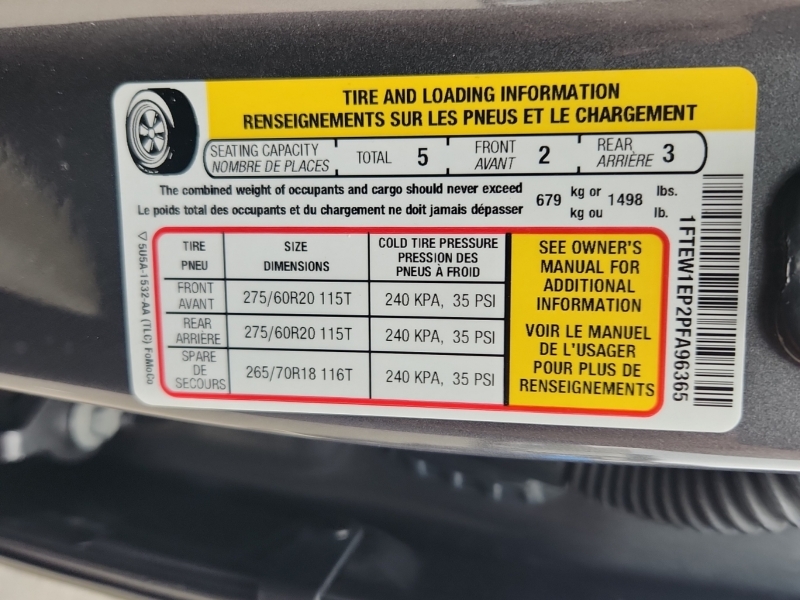 TIRE AND LOADING INFORMATION
RENSEIGNEMENTS SUR LES PNEUS ET LE CHARGEMENT
SEATING CAPACITY TOTAL 5 FRONT 2 REAR 3
NOMBRE DE PLACES AVANT ARRIÈRE
The combined weight of occupants and cargo should never exceed 679 kg or 1498 lbs.
Le poids total des occupants et du chargement ne doit jamais dépasser kg ou lb.
TIRE SIZE COLD TIRE PRESSURE
PNEU DIMENSIONS PRESSION DES
PNEUS À FROID
FRONT
AVANT 275/60R20 115T 240 KPA, 35 PSI
REAR
ARRIÈRE 275/60R20 115T 240 KPA, 35 PSI
SPARE
DE
SECOURS 265/70R18 116T 240 KPA, 35 PSI
SEE OWNER'S
MANUAL FOR
ADDITIONAL
INFORMATION
VOIR LE MANUEL
DE L'USAGER
POUR PLUS DE
RENSEIGNEMENTS
5U5A-1532-AA (TLC) FoMoCo
1FTEW1EP2PFA96365